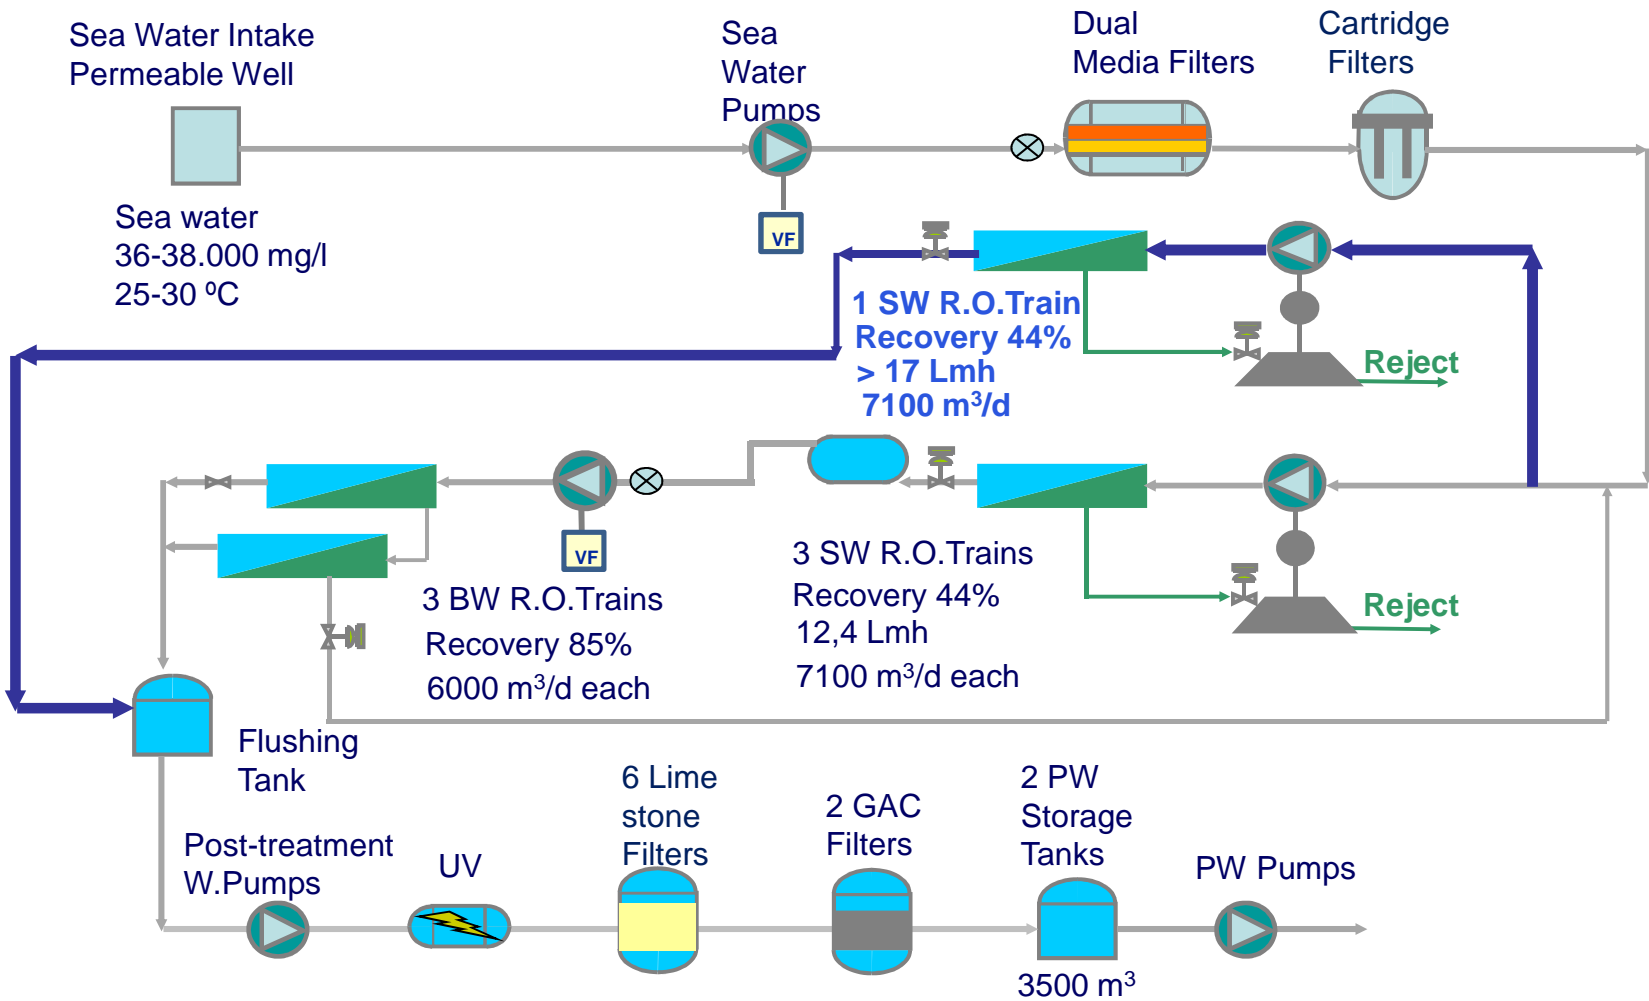 Sea Water Intake
Permeable Well
Sea
Water
Pumps
Dual
Media Filters
Cartridge
Filters
Sea water
36-38.000 mg/l
25-30 ºC
VF
1 SW R.O.Train
Recovery 44%
> 17 Lmh
7100 m³/d
Reject
3 SW R.O.Trains
Recovery 44%
12,4 Lmh
7100 m³/d each
Reject
VF
3 BW R.O.Trains
Recovery 85%
6000 m³/d each
Flushing
Tank
Post-treatment
W.Pumps
UV
6 Lime
stone
Filters
2 GAC
Filters
2 PW
Storage
Tanks
3500 m³
PW Pumps